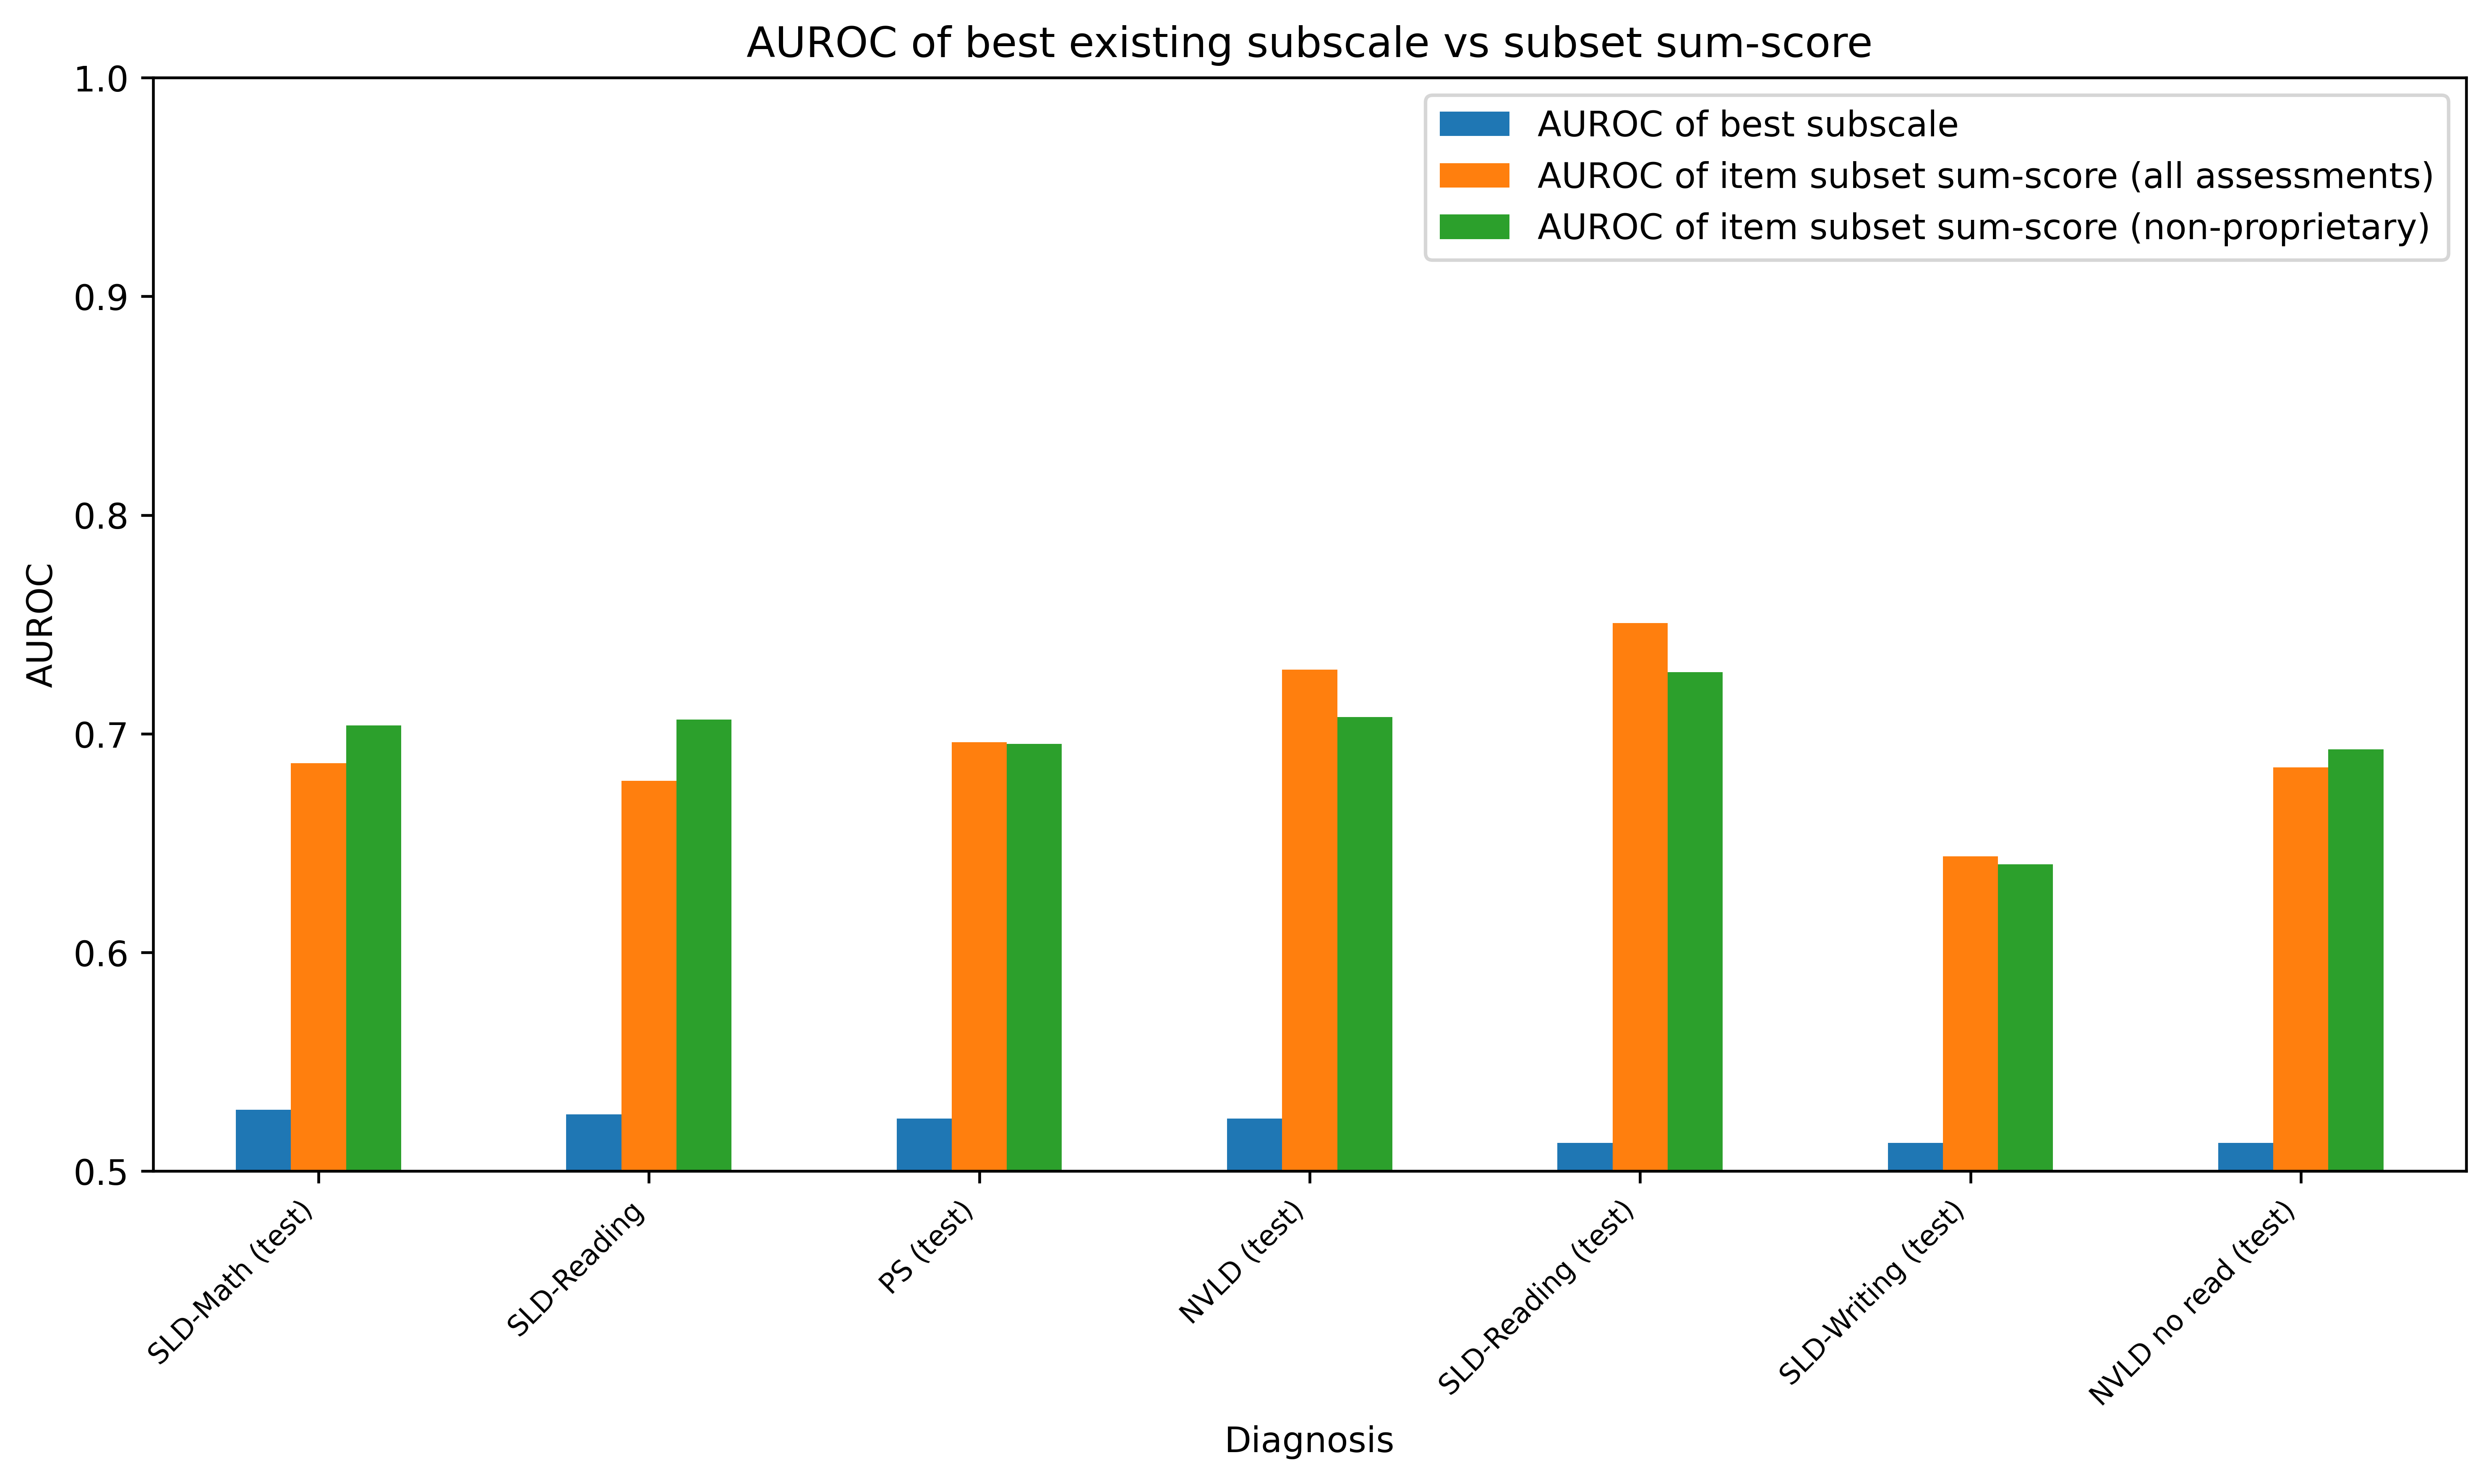 AUROC of best existing subscale vs subset sum-score
AUROC of best subscale
AUROC of item subset sum-score (all assessments)
AUROC of item subset sum-score (non-proprietary)
AUROC
1.0
0.9
0.8
0.7
0.6
0.5
SLD-Math (test)
SLD-Reading
PS (test)
NVLD (test)
SLD-Reading (test)
SLD-Writing (test)
NVLD no read (test)
Diagnosis